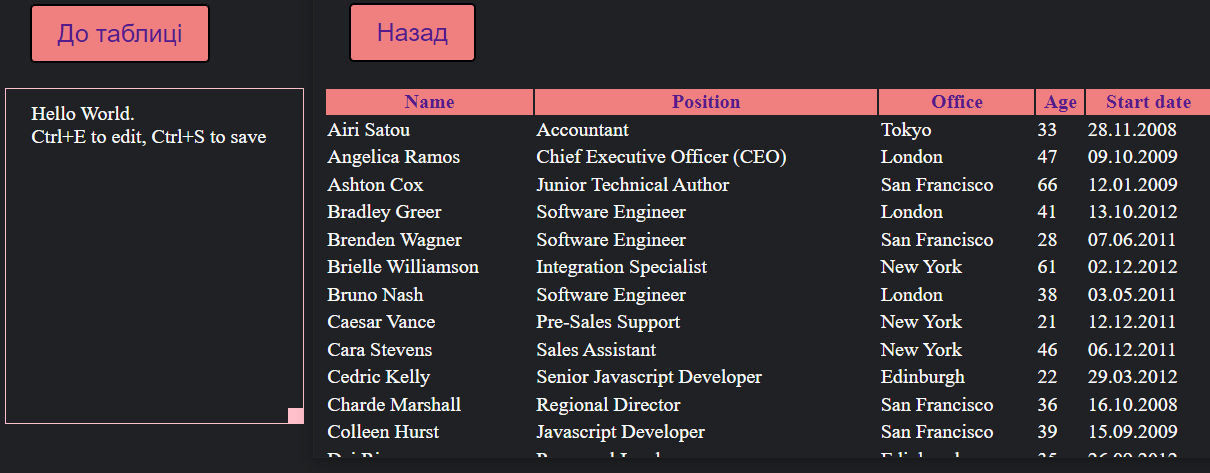 До таблиці
Назад
Hello World.
Ctrl+E to edit, Ctrl+S to save
Name Position Office Age Start date
Airi Satou Accountant Tokyo 33 28.11.2008
Angelica Ramos Chief Executive Officer (CEO) London 47 09.10.2009
Ashton Cox Junior Technical Author San Francisco 66 12.01.2009
Bradley Greer Software Engineer London 41 13.10.2012
Brenden Wagner Software Engineer San Francisco 28 07.06.2011
Brielle Williamson Integration Specialist New York 61 02.12.2012
Bruno Nash Software Engineer London 38 03.05.2011
Caesar Vance Pre-Sales Support New York 21 12.12.2011
Cara Stevens Sales Assistant New York 46 06.12.2011
Cedric Kelly Senior Javascript Developer Edinburgh 22 29.03.2012
Charde Marshall Regional Director San Francisco 36 16.10.2008
Colleen Hurst Javascript Developer San Francisco 39 15.09.2009